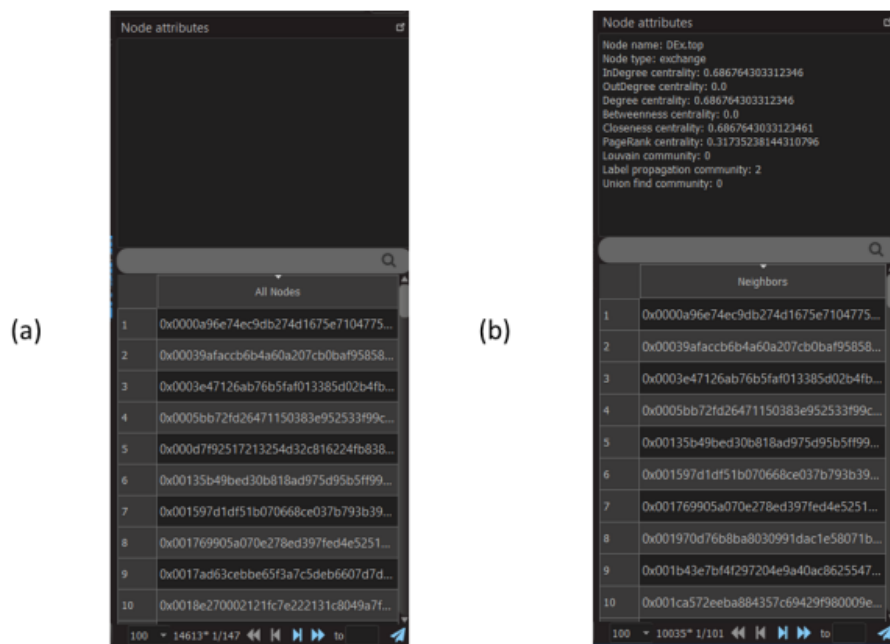 Node attributes
All Nodes
1 0x0000a96e74ec9db274d1675e7104775...
2 0x00039afaccb6b4a60a207cb0baf95858...
3 0x0003e47126ab76b5faf013385d02b4fb...
4 0x0005bb72fd26471150383e952533f99c...
5 0x000d7f92517213254d32c816224fb838...
6 0x00135b49bed30b818ad975d95b5ff99...
7 0x001597d1df51b070668ce037b793b39...
8 0x001769905a070e278ed397fed4e5251...
9 0x0017ad63cebbe65f3a7c5deb6607d7d...
10 0x0018e270002121fc7e222131c8049a7f...
100 14613* 1/147 to
(a)
Node attributes
Node name: DEx.top
Node type: exchange
InDegree centrality: 0.686764303312346
OutDegree centrality: 0.0
Degree centrality: 0.686764303312346
Betweenness centrality: 0.0
Closeness centrality: 0.6867643033123461
PageRank centrality: 0.31735238144310796
Louvain community: 0
Label propagation community: 2
Union find community: 0
Neighbors
1 0x0000a96e74ec9db274d1675e7104775...
2 0x00039afaccb6b4a60a207cb0baf95858...
3 0x0003e47126ab76b5faf013385d02b4fb...
4 0x0005bb72fd26471150383e952533f99c...
5 0x00135b49bed30b818ad975d95b5ff99...
6 0x001597d1df51b070668ce037b793b39...
7 0x001769905a070e278ed397fed4e5251...
8 0x001970d76b8ba8030991dac1e58071b...
9 0x001b43e7bf4f297204e9a40ac8625547...
10 0x001ca572eeba884357c69429f980009e...
100 10035* 1/101 to
(b)